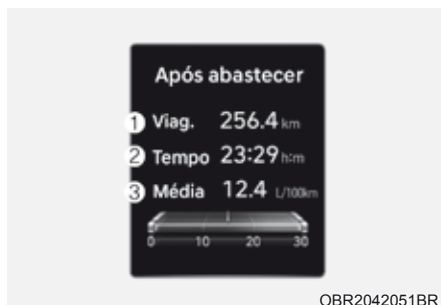 Após abastecer
1 Viag. 256.4 km
2 Tempo 23:29 h:m
3 Média 12.4 L/100km
0 10 20 30
OBR2042051BR